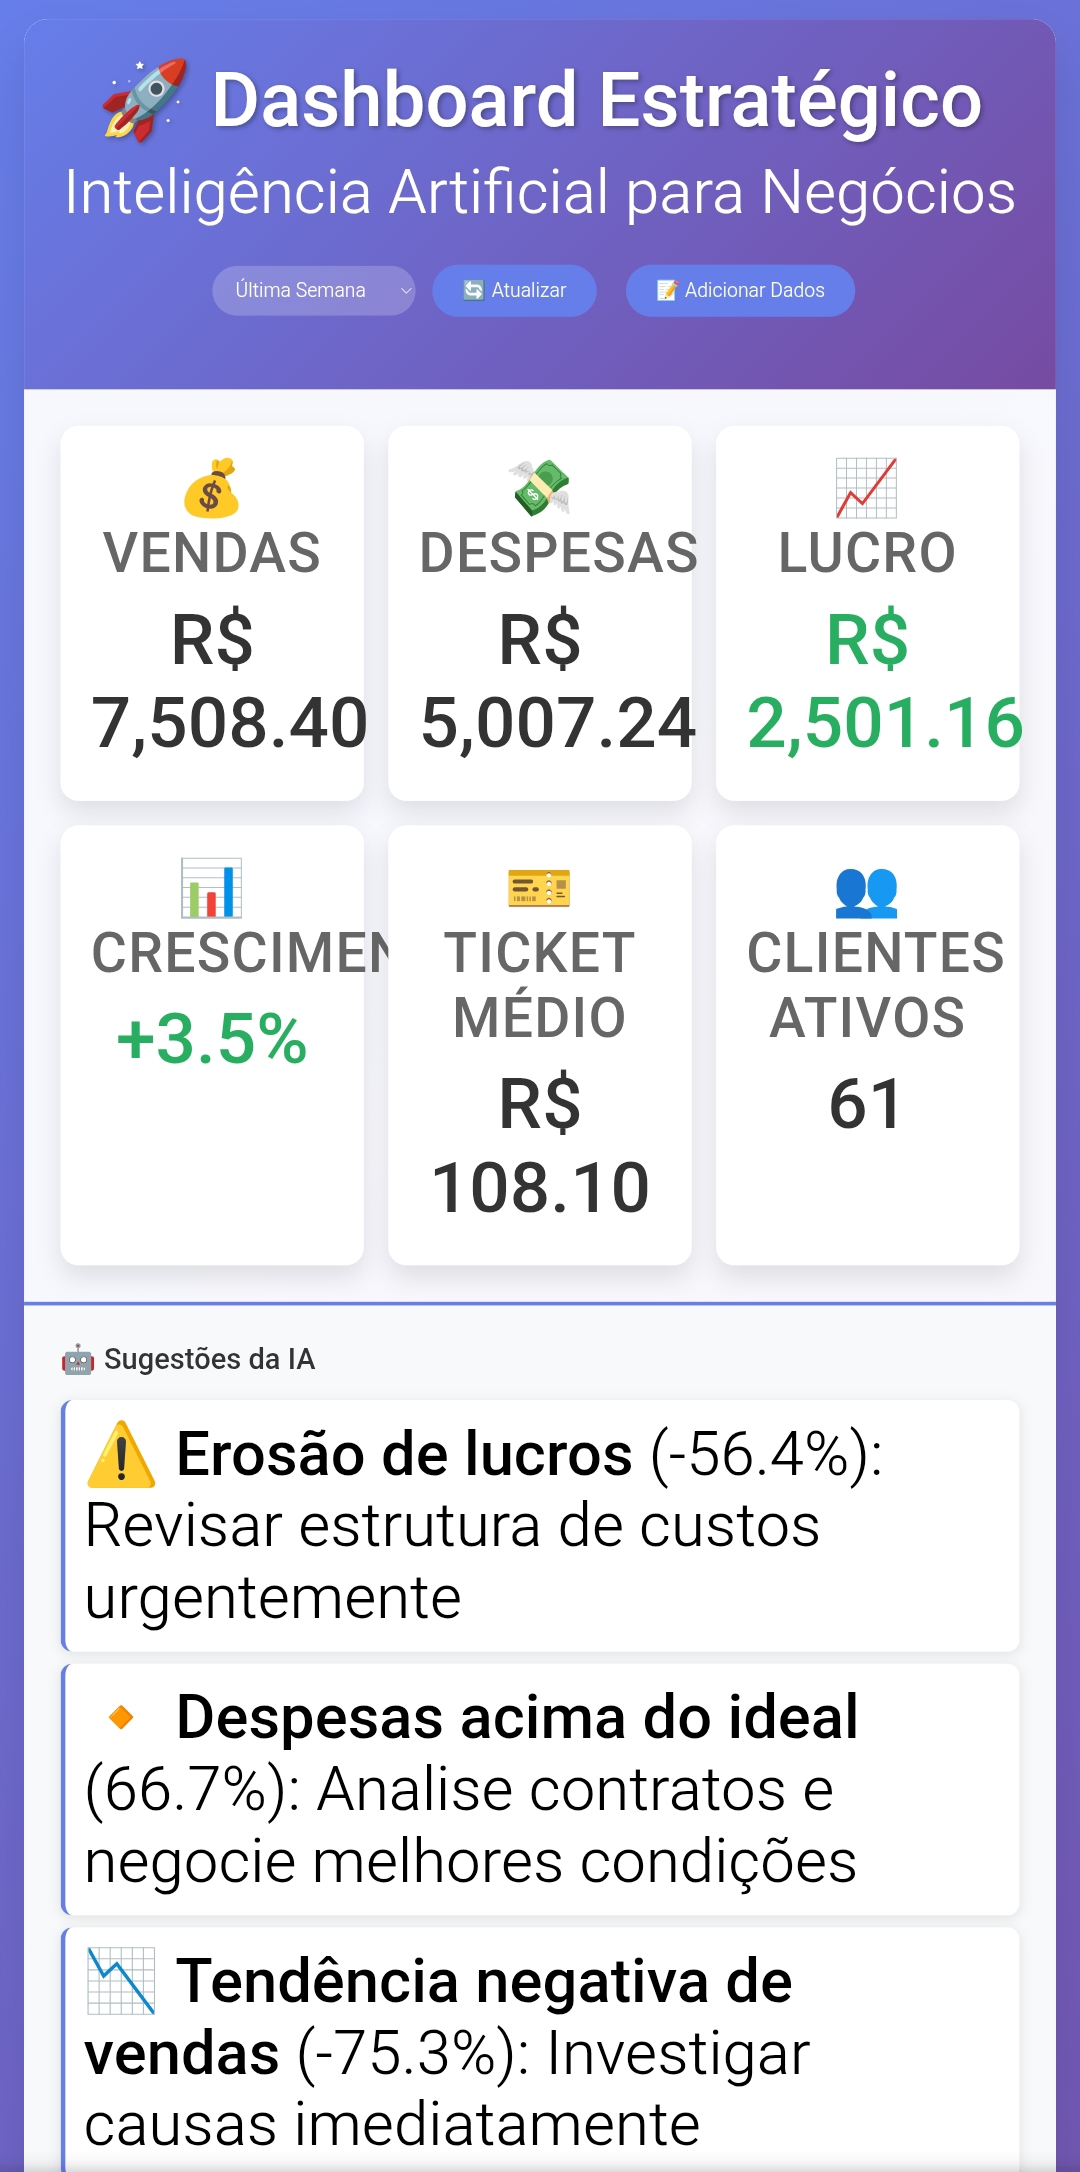 Dashboard Estratégico
Inteligência Artificial para Negócios
Última Semana
Atualizar
Adicionar Dados
VENDAS
R$
7,508.40
DESPESAS
R$
5,007.24
LUCRO
R$
2,501.16
CRESCIMEN
+3.5%
TICKET
MÉDIO
R$
108.10
CLIENTES
ATIVOS
61
Sugestões da IA
Erosão de lucros (-56.4%):
Revisar estrutura de custos
urgentemente
Despesas acima do ideal
(66.7%): Analise contratos e
negocie melhores condições
Tendência negativa de
vendas (-75.3%): Investigar
causas imediatamente